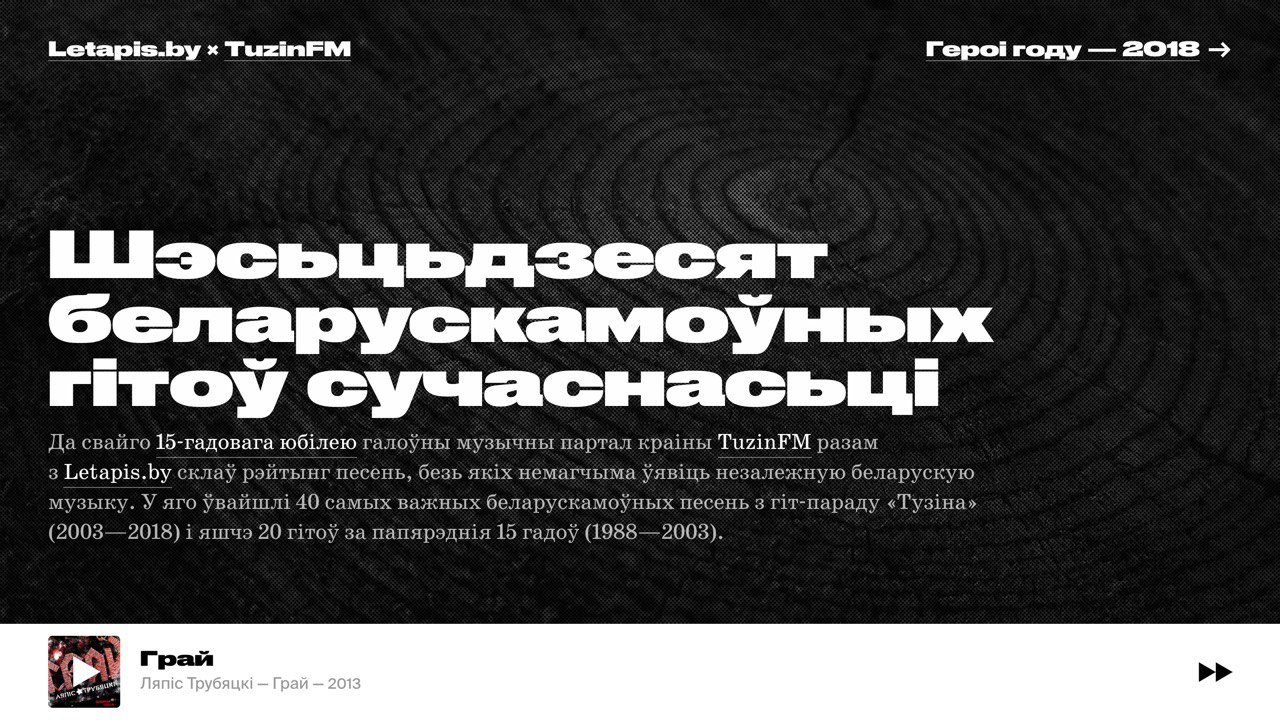 Letapis.by × TuzinFM
Героі году — 2018 →
Шэсьцьдзесят
беларускамоўных
гітоў сучаснасьці
Да свайго 15-гадовага юбілею галоўны музычны партал краіны TuzinFM разам
з Letapis.by склаў рэйтынг песень, безь якіх немагчыма ўявіць незалежную беларускую
музыку. У яго ўвайшлі 40 самых важных беларускамоўных песень з гіт-параду «Тузіна»
(2003—2018) і яшчэ 20 гітоў за папярэднія 15 гадоў (1988—2003).
ГРАЙ
ЛЯПІС ТРУБЯЦКІ
Грай
Ляпіс Трубяцкі — Грай — 2013